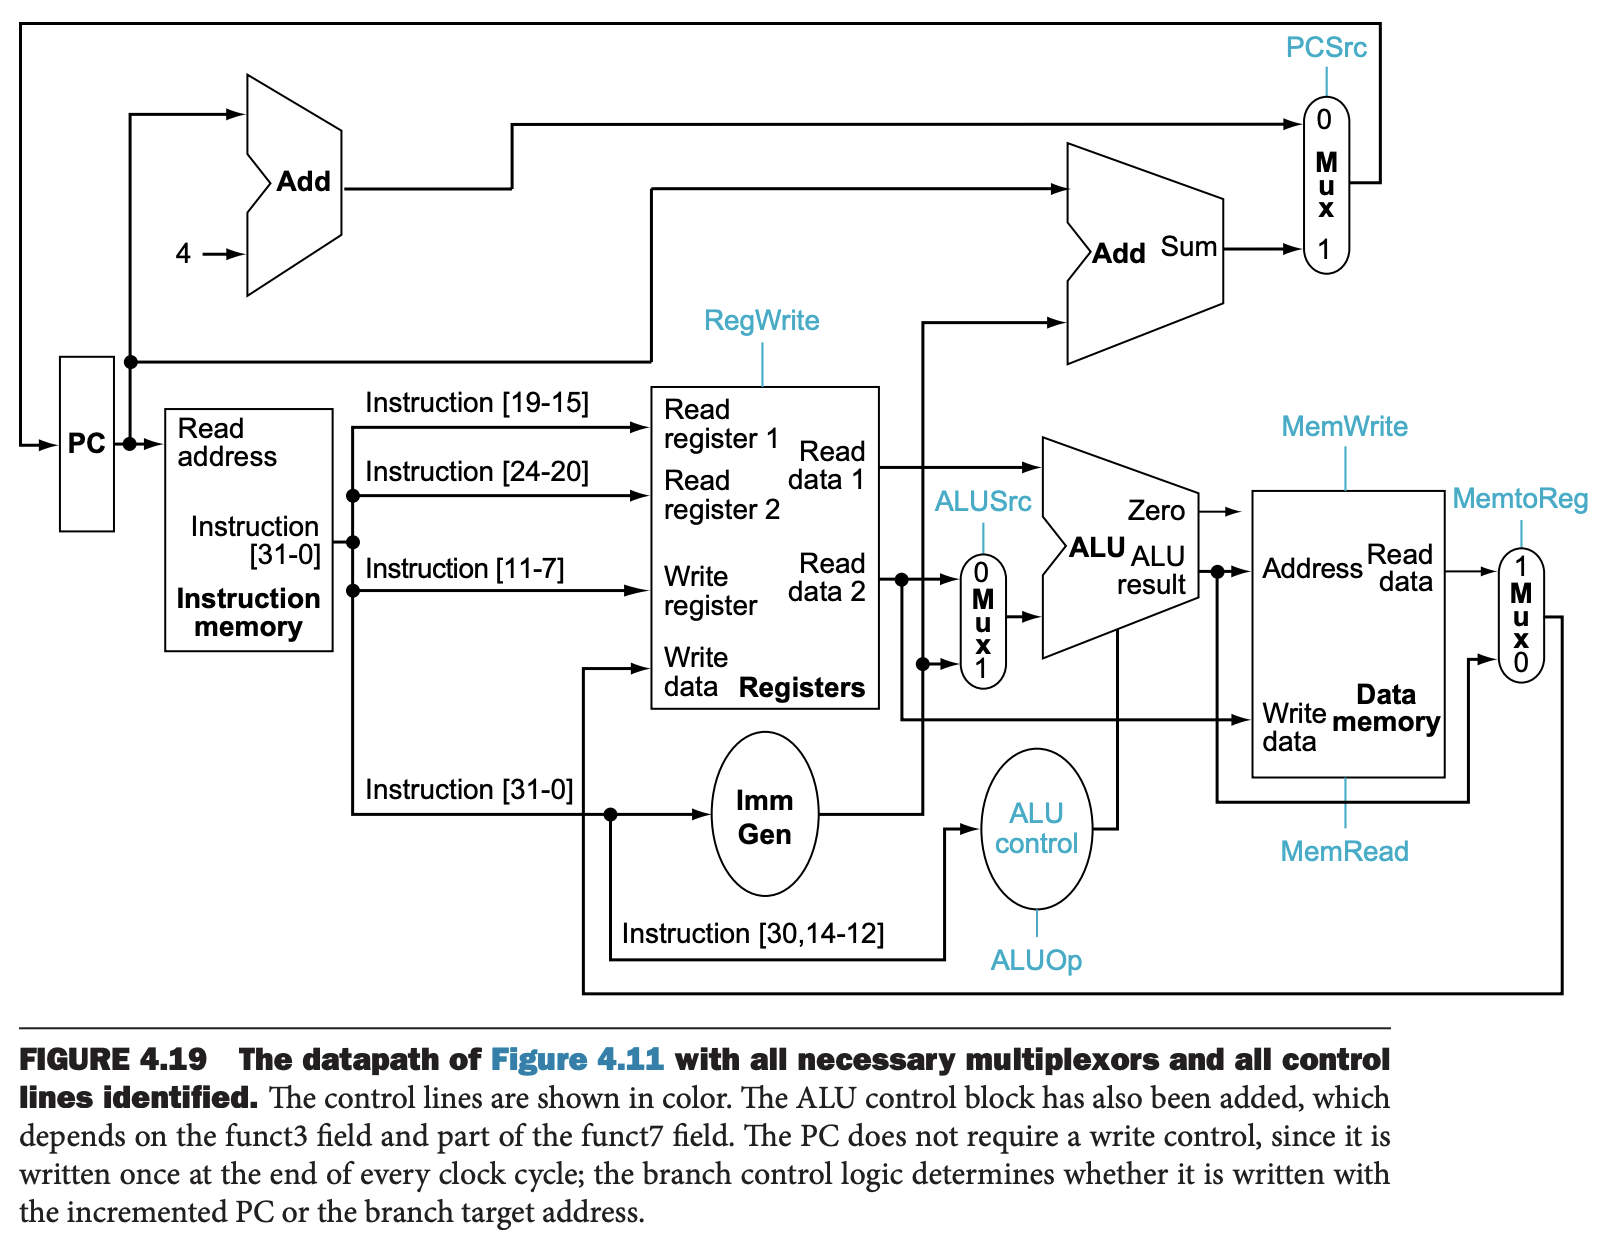 PCSrc
0
M
u
x
1
Add
4
Add Sum
RegWrite
PC
Read
address
Instruction
[31-0]
Instruction
memory
Instruction [19-15]
Instruction [24-20]
Instruction [11-7]
Instruction [31-0]
Read
register 1
Read
register 2
Write
register
Write
data
Read
data 1
Read
data 2
Registers
ALUSrc
0
M
u
x
1
Zero
ALU
ALU
result
MemWrite
Address
Read
data
Write
data
Data
memory
MemRead
MemtoReg
1
M
u
x
0
Imm
Gen
ALU
control
Instruction [30,14-12]
ALUOp
FIGURE 4.19 The datapath of Figure 4.11 with all necessary multiplexors and all control
lines identified. The control lines are shown in color. The ALU control block has also been added, which
depends on the funct3 field and part of the funct7 field. The PC does not require a write control, since it is
written once at the end of every clock cycle; the branch control logic determines whether it is written with
the incremented PC or the branch target address.